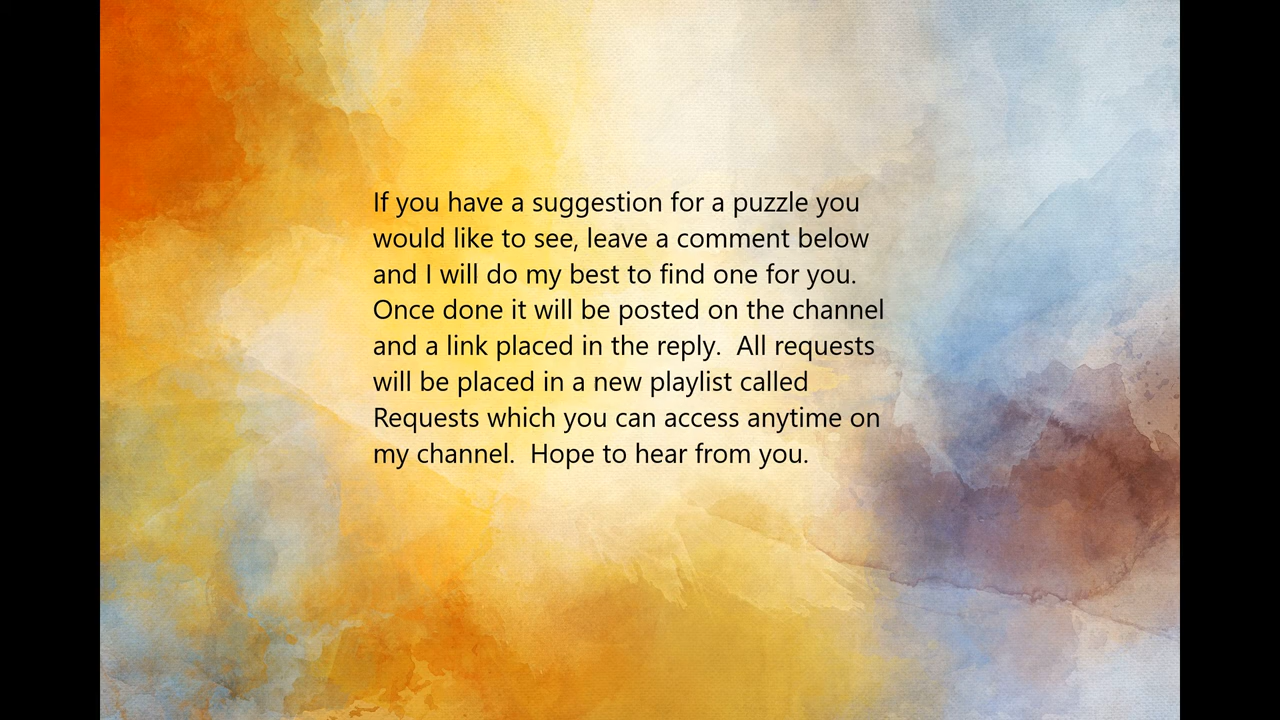 If you have a suggestion for a puzzle you
would like to see, leave a comment below
and I will do my best to find one for you.
Once done it will be posted on the channel
and a link placed in the reply.  All requests
will be placed in a new playlist called
Requests which you can access anytime on
my channel.  Hope to hear from you.